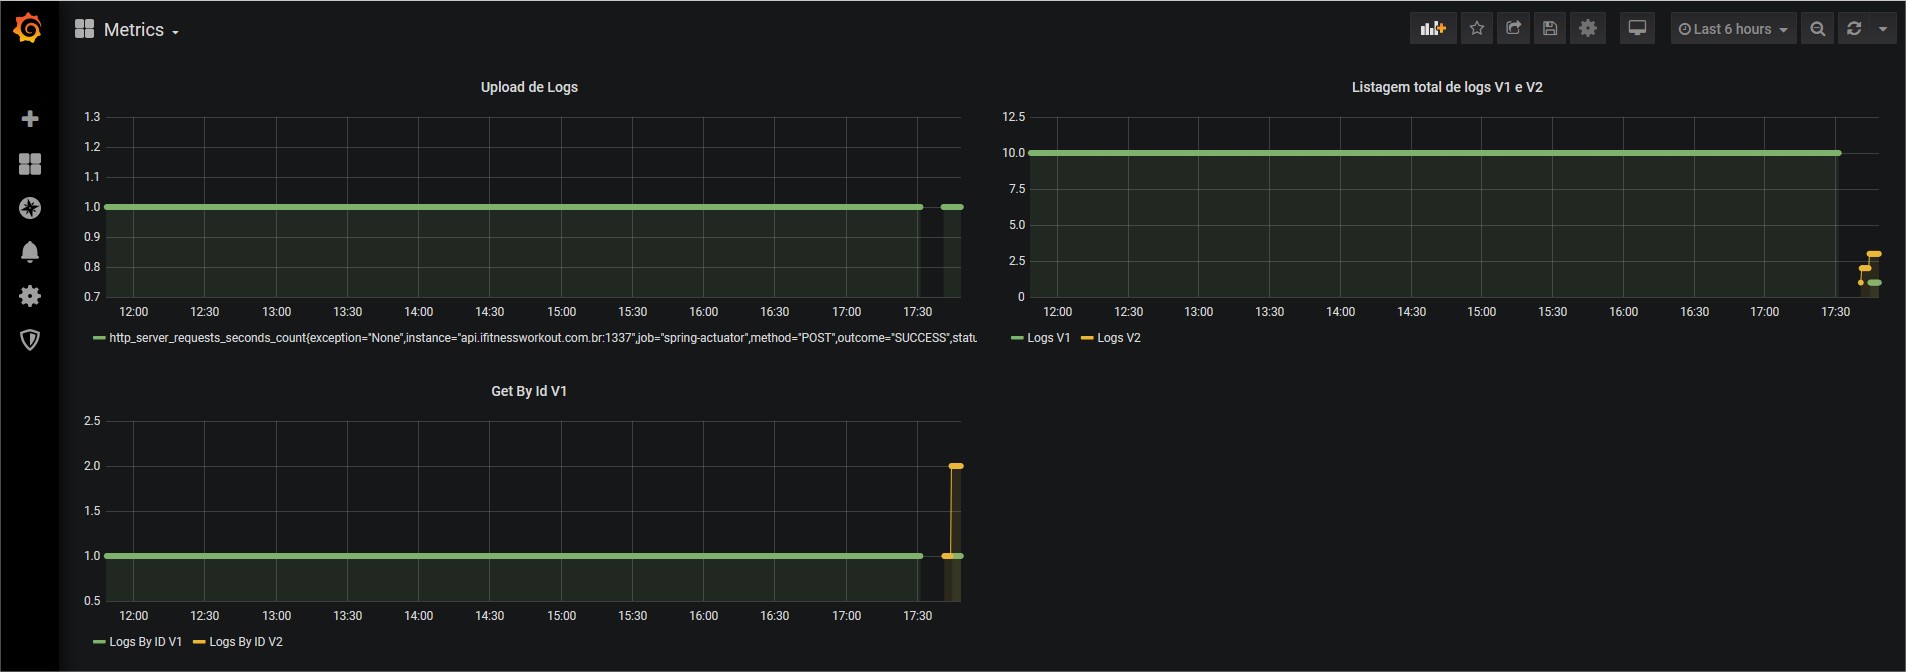 Metrics
Last 6 hours
Upload de Logs
1.3
1.2
1.1
1.0
0.9
0.8
0.7
12:00 12:30 13:00 13:30 14:00 14:30 15:00 15:30 16:00 16:30 17:00 17:30
http_server_requests_seconds_count{exception="None",instance="api.ifitnessworkout.com.br:1337",job="spring-actuator",method="POST",outcome="SUCCESS",statu
Listagem total de logs V1 e V2
12.5
10.0
7.5
5.0
2.5
0
12:00 12:30 13:00 13:30 14:00 14:30 15:00 15:30 16:00 16:30 17:00 17:30
Logs V1 Logs V2
Get By Id V1
2.5
2.0
1.5
1.0
0.5
12:00 12:30 13:00 13:30 14:00 14:30 15:00 15:30 16:00 16:30 17:00 17:30
Logs By ID V1 Logs By ID V2